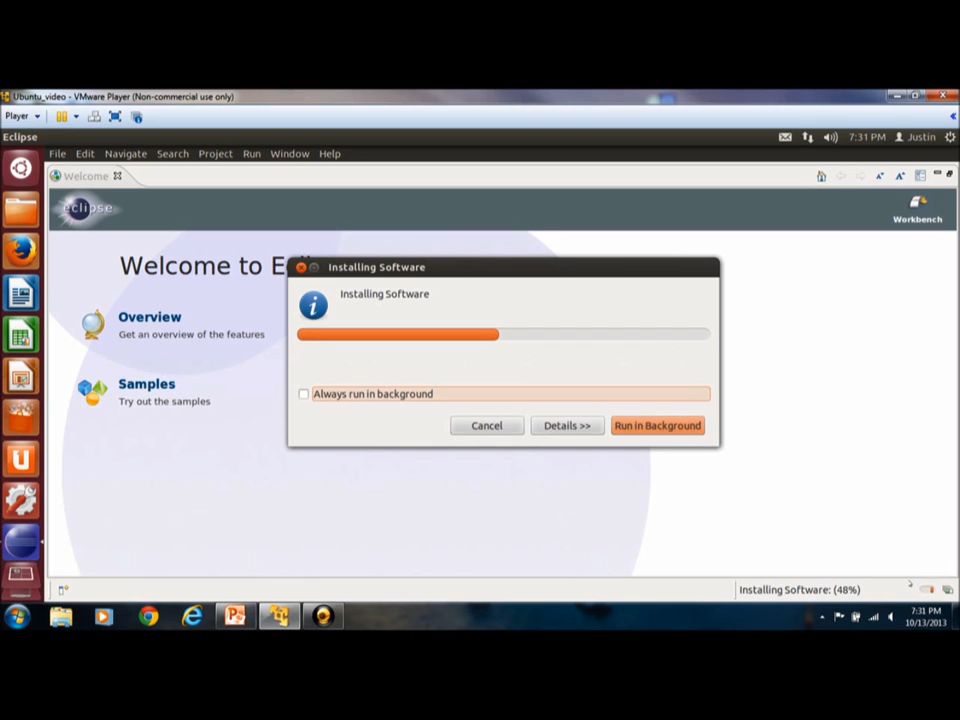 Ubuntu_video - VMware Player (Non-commercial use only)
Player
Eclipse
7:31 PM Justin
File Edit Navigate Search Project Run Window Help
Welcome
eclipse
Workbench
Welcome to
Installing Software
Installing Software
Overview
Get an overview of the features
Samples
Try out the samples
Always run in background
Cancel Details >> Run in Background
Installing Software: (48%)
7:31 PM
10/13/2013